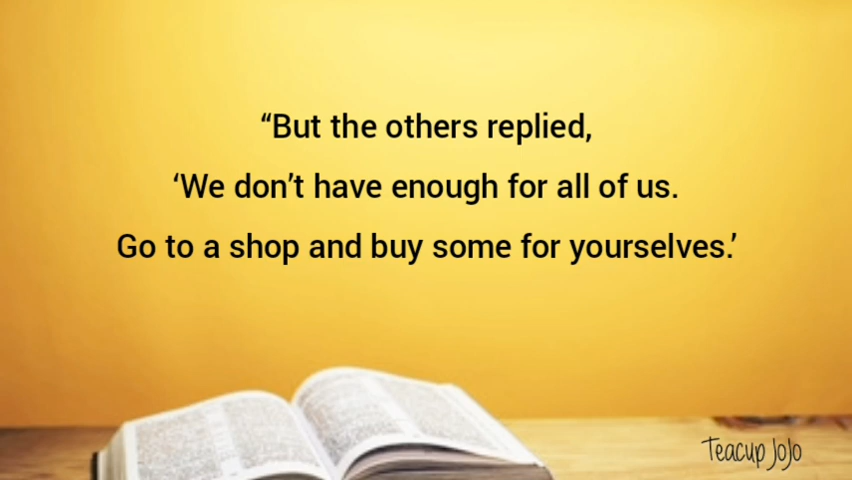 “But the others replied,
‘We don’t have enough for all of us.
Go to a shop and buy some for yourselves.’
Teacup JoJo